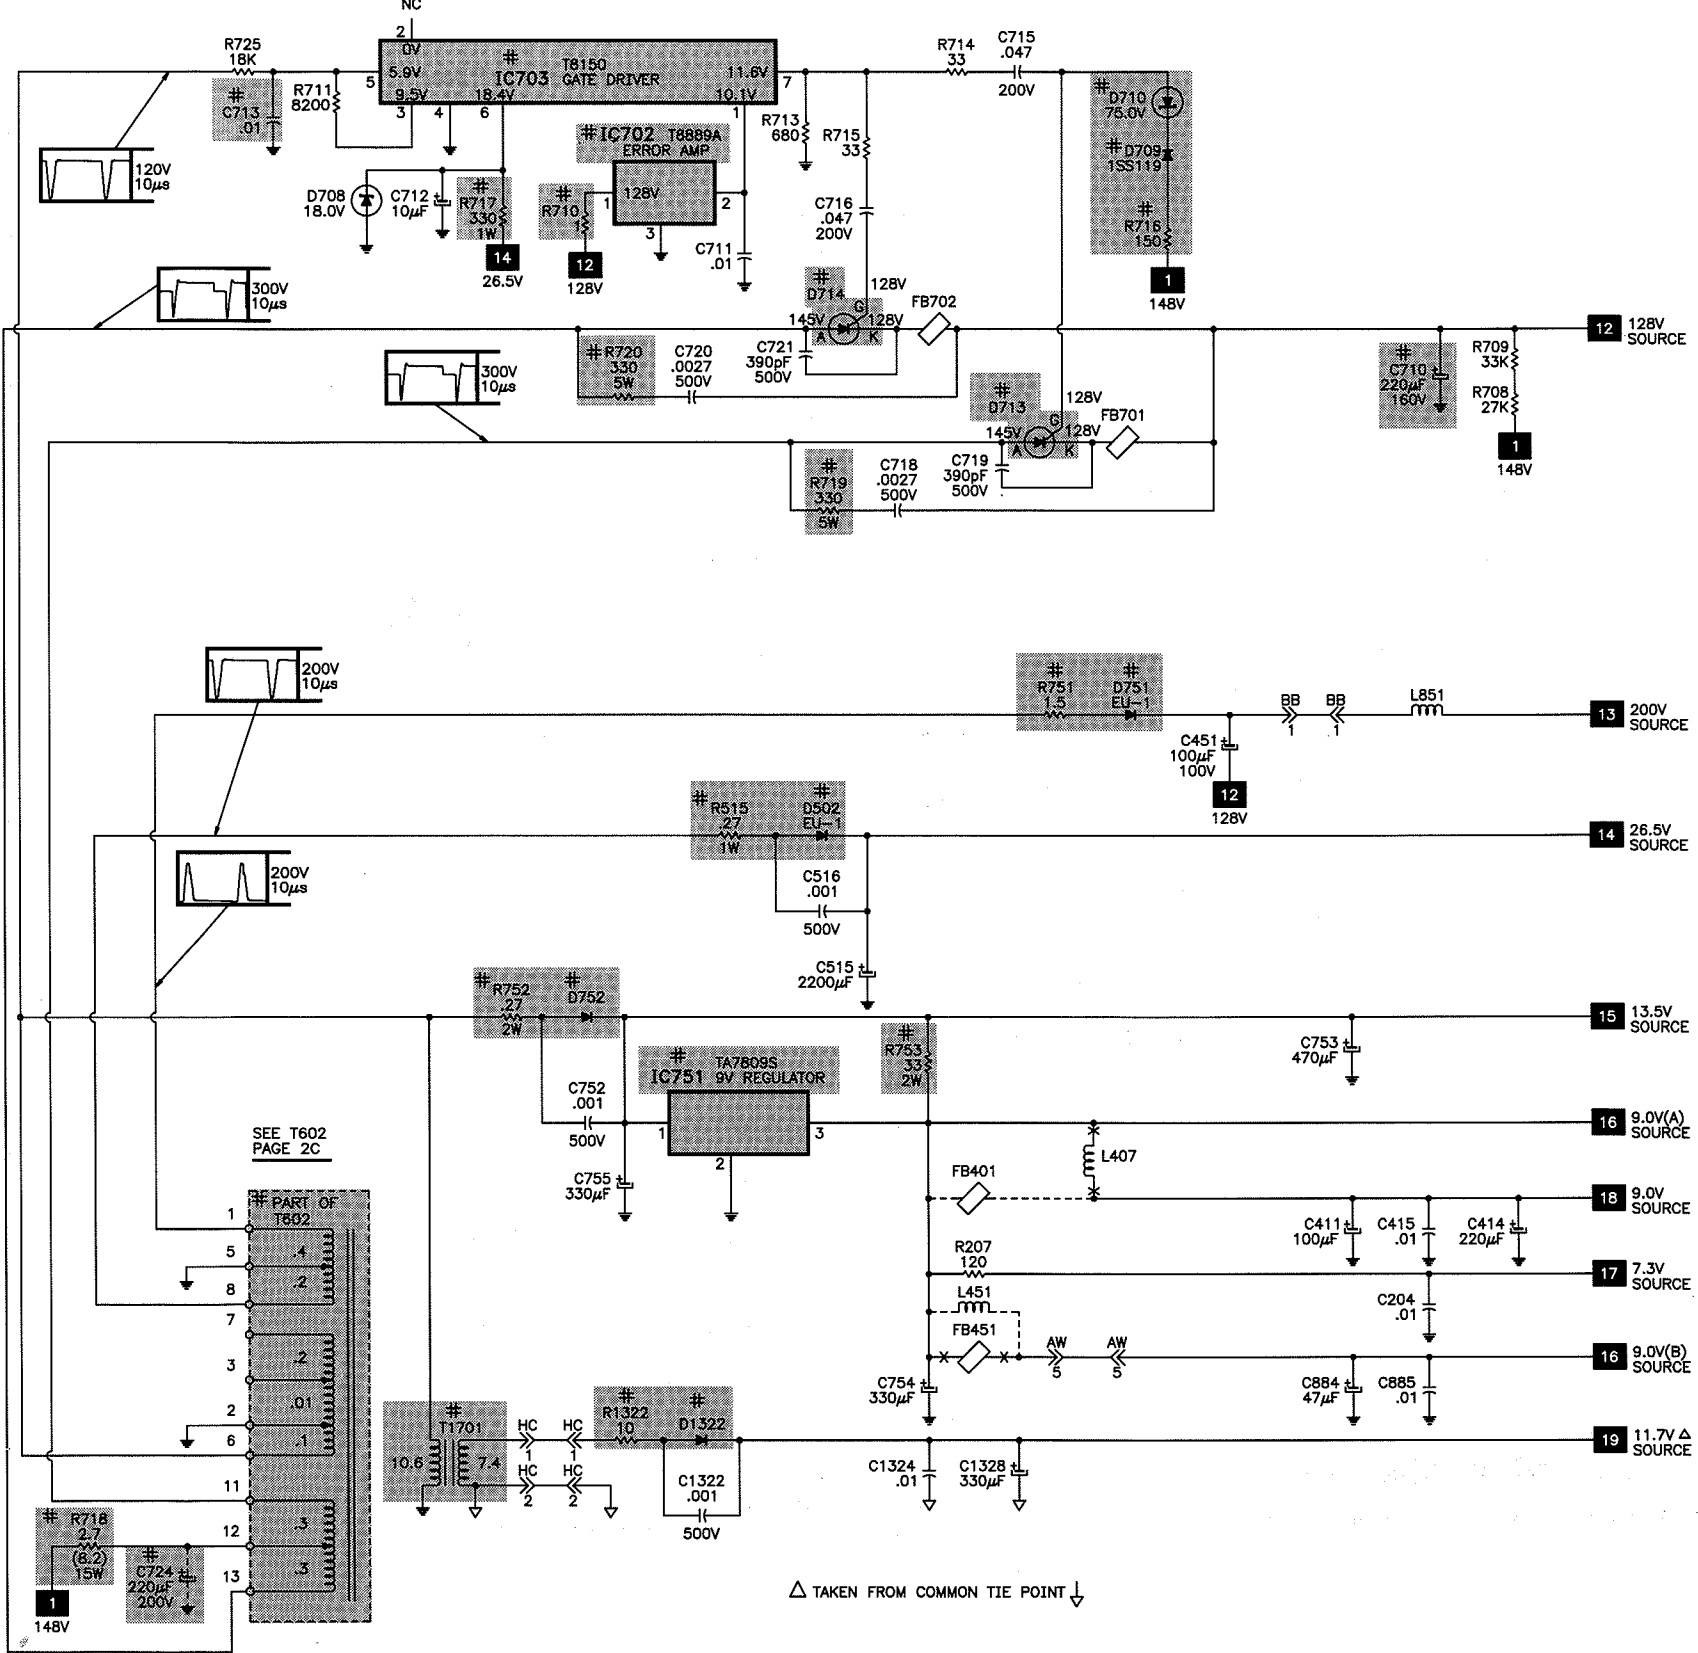 NC
2
0V
R725
18K
5
5.9V
#
IC703
T8150
GATE DRIVER
11.6V
7
9.5V
18.4V
10.1V
3
4
6
1
#
C713
.01
R711
8200
R714
33
C715
.047
200V
#
D710
75.0V
#
D709
1SS119
#
R716
150
1
148V
120V
10µs
#IC702 T8889A
ERROR AMP
1
128V
2
3
R713
680
R715
33
D708
18.0V
C712
10µF
#
R717
330
1W
14
26.5V
#
R710
1
12
128V
C711
.01
C716
.047
200V
300V
10µs
#
D714
128V
G
145V
A
128V
K
FB702
12
128V
SOURCE
#R720
330
5W
C720
.0027
500V
C721
390pF
500V
300V
10µs
#
D713
128V
G
145V
A
128V
K
FB701
#
C710
220µF
160V
R709
33K
R708
27K
1
148V
#
R719
330
5W
C718
.0027
500V
C719
390pF
500V
200V
10µs
#
R751
1.5
#
D751
EU-1
BB
1
BB
1
L851
13
200V
SOURCE
C451
100µF
100V
12
128V
#
R515
.27
1W
#
D502
EU-1
14
26.5V
SOURCE
200V
10µs
C516
.001
500V
C515
2200µF
#
R752
.27
2W
#
D752
15
13.5V
SOURCE
#
R753
33
2W
C753
470µF
#
IC751
TA7809S
9V REGULATOR
C752
.001
500V
1
3
2
16
9.0V(A)
SOURCE
SEE T602
PAGE 2C
C755
330µF
L407
FB401
18
9.0V
SOURCE
# PART OF
T602
1
5
8
7
3
2
6
11
12
13
.4
.2
.2
.01
.1
.3
.3
C411
100µF
C415
.01
C414
220µF
R207
120
17
7.3V
SOURCE
L451
C204
.01
FB451
AW
5
AW
5
16
9.0V(B)
SOURCE
C754
330µF
C884
47µF
C885
.01
#
T1701
10.6
7.4
HC
1
HC
1
HC
2
HC
2
#
R1322
10
#
D1322
19
11.7V △
SOURCE
C1322
.001
500V
C1324
.01
C1328
330µF
#
R718
2.7
(8.2)
15W
1
148V
#
C724
220µF
200V
△ TAKEN FROM COMMON TIE POINT